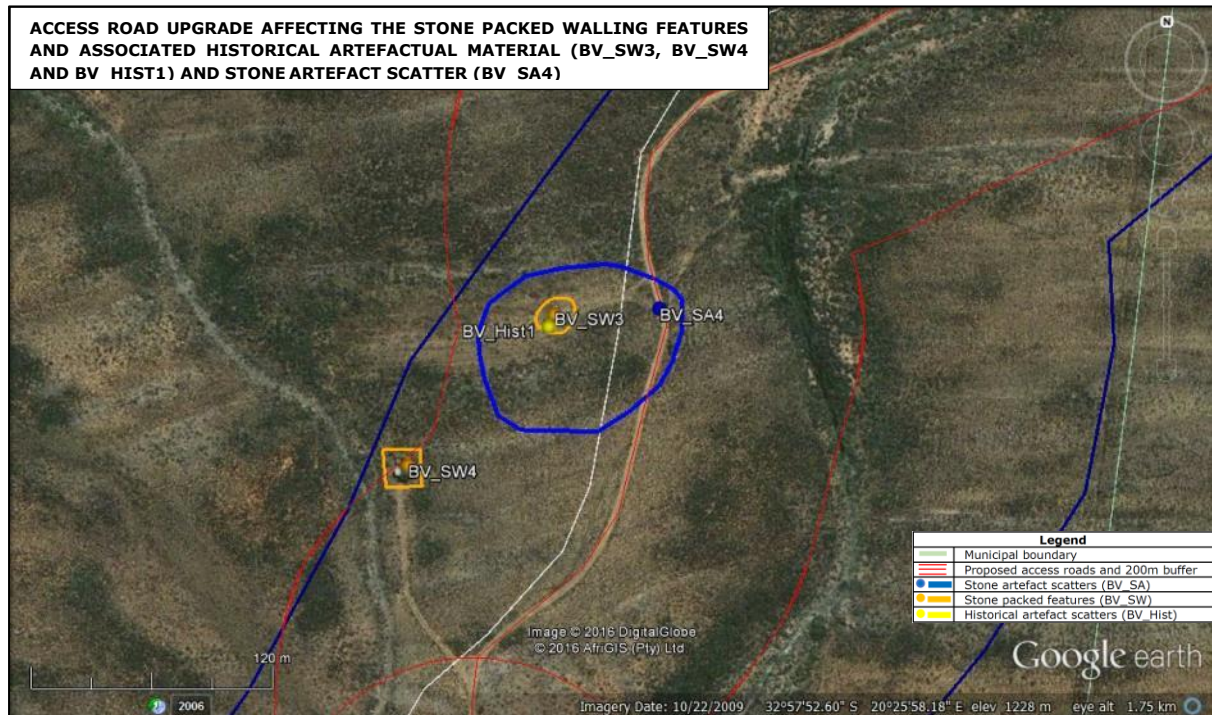 ACCESS ROAD UPGRADE AFFECTING THE STONE PACKED WALLING FEATURES
AND ASSOCIATED HISTORICAL ARTEFACTUAL MATERIAL (BV_SW3, BV_SW4
AND BV_HIST1) AND STONE ARTEFACT SCATTER (BV_SA4)
N
BV_SW3
BV_Hist1
BV_SA4
BV_SW4
Legend
Municipal boundary
Proposed access roads and 200m buffer
Stone artefact scatters (BV_SA)
Stone packed features (BV_SW)
Historical artefact scatters (BV_Hist)
Image © 2016 DigitalGlobe
© 2016 AfriGIS (Pty) Ltd
Google earth
120 m
2006
Imagery Date: 10/22/2009 32°57'52.60" S 20°25'58.18" E elev 1228 m eye alt 1.75 km